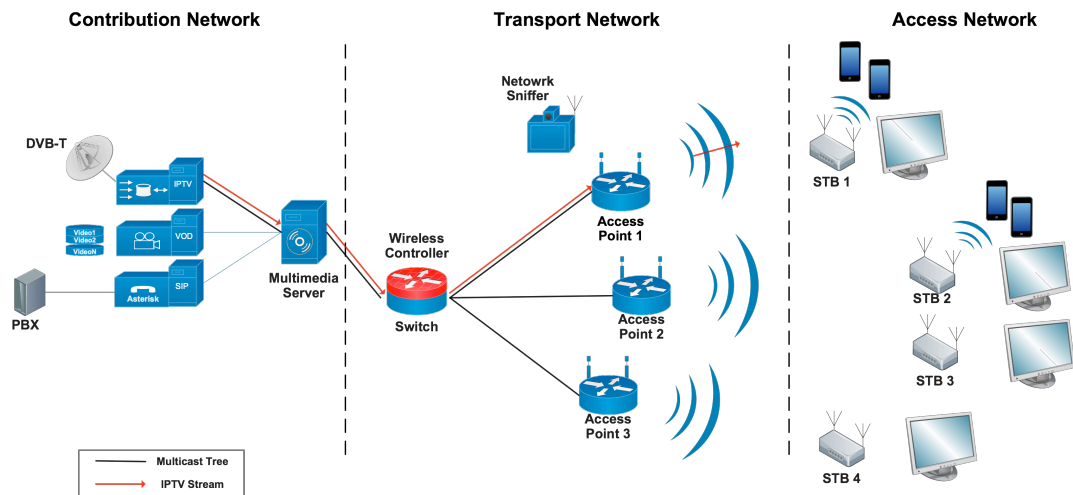 Contribution Network
Transport Network
Access Network
Netowrk
Sniffer
DVB-T
IPTV
STB 1
Video1
Video2
VideoN
VOD
Access
Point 1
Wireless
Controller
Multimedia
Server
SIP
Asterisk
PBX
Switch
Access
Point 2
STB 2
STB 3
Access
Point 3
STB 4
Multicast Tree
IPTV Stream